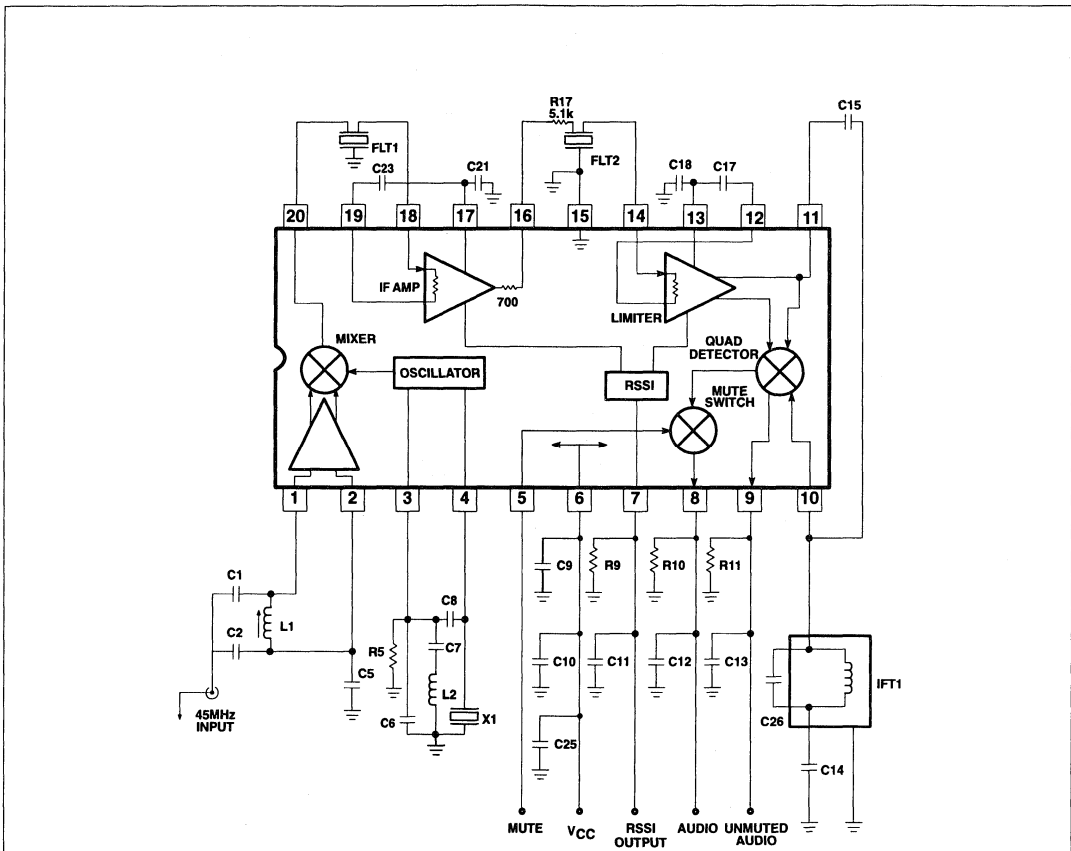 R17
5.1k
C15
FLT1
FLT2
C23
C21
C18
C17
20
19
18
17
16
15
14
13
12
11
IF AMP
700
LIMITER
MIXER
OSCILLATOR
RSSI
QUAD
DETECTOR
MUTE
SWITCH
1
2
3
4
5
6
7
8
9
10
C1
C2
L1
C5
45MHz
INPUT
R5
C6
C7
C8
L2
X1
C9
R9
R10
R11
C10
C11
C12
C13
C25
IFT1
C26
C14
MUTE
VCC
RSSI
OUTPUT
AUDIO
UNMUTED
AUDIO